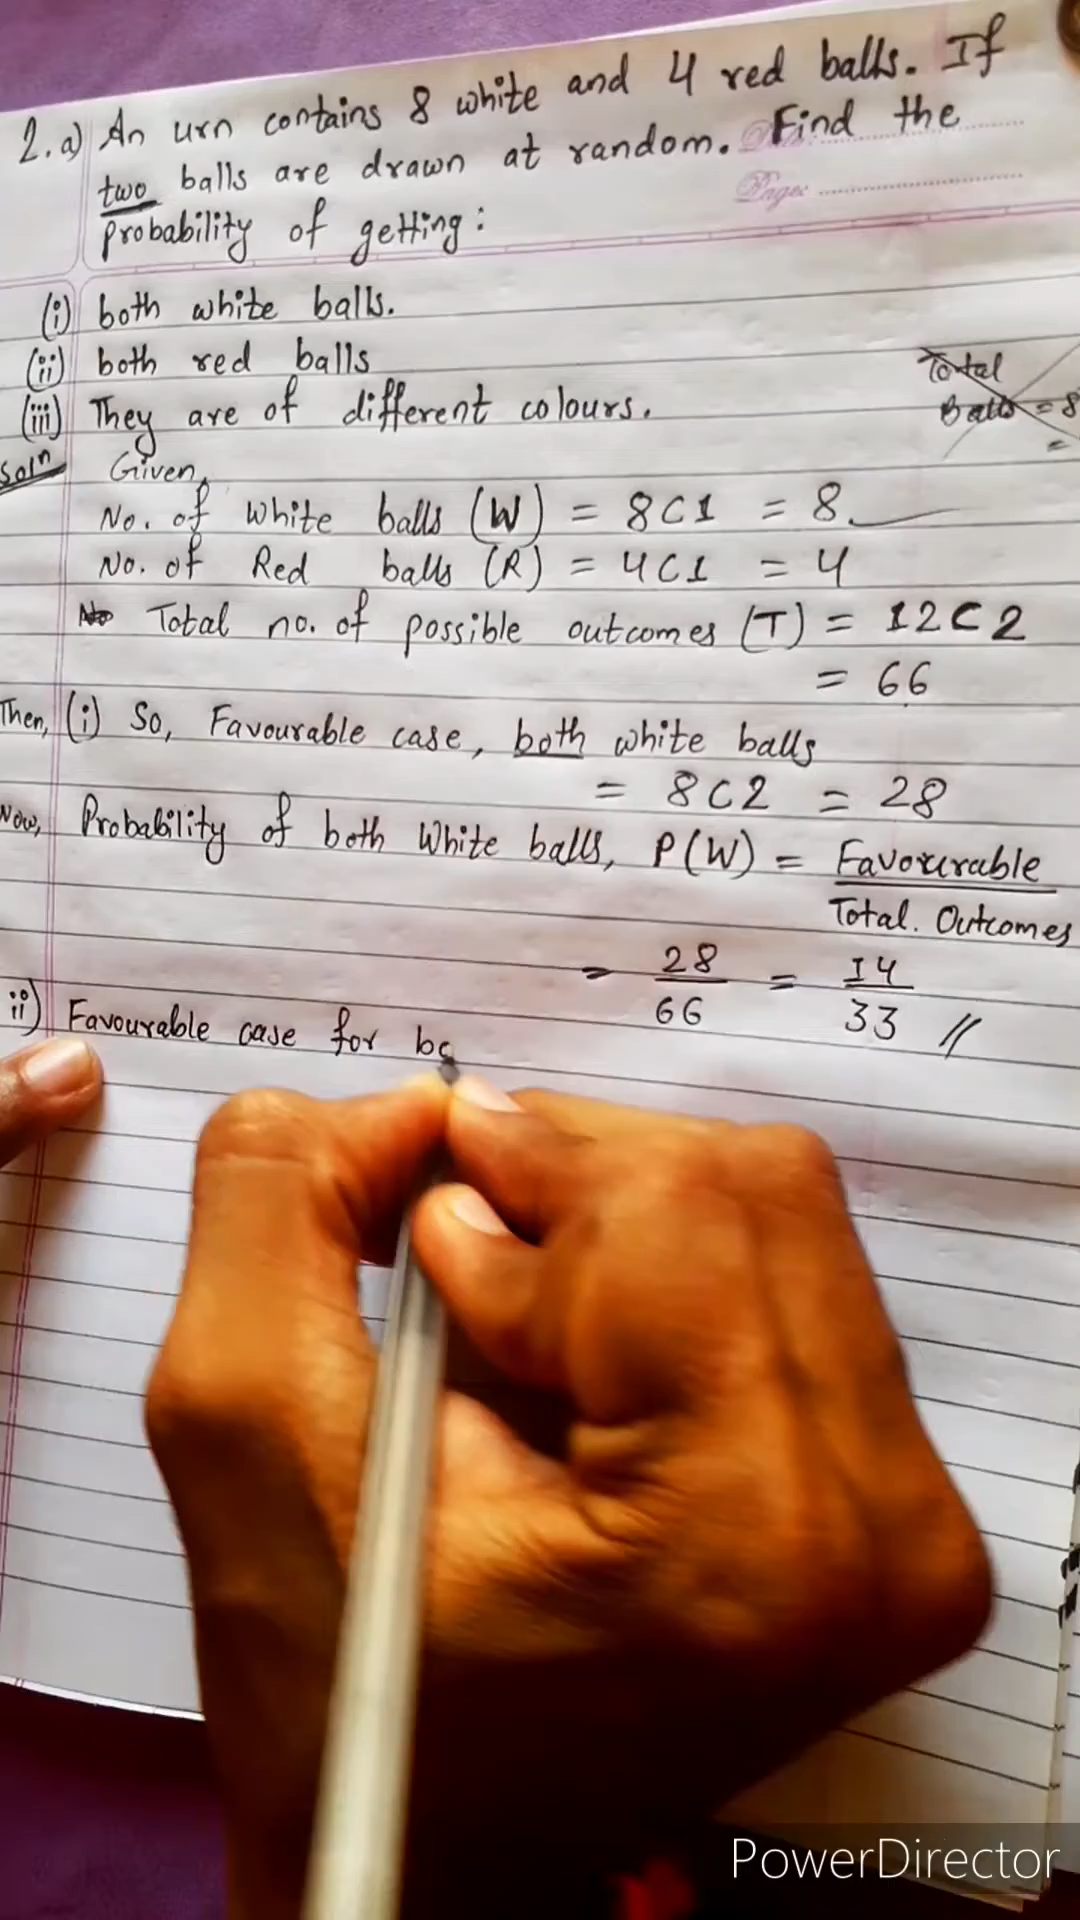 2.a) An urn contains 8 white and 4 red balls. If
two balls are drawn at random. Find the
Page:
probability of getting:
(i) both white balls.
(ii) both red balls
(iii) They are of different colours.
Total
Balls = 8
=
Soln Given,
No. of White balls (W) = 8C1 = 8
No. of Red balls (R) = 4C1 = 4
No Total no. of possible outcomes (T) = 12C2
= 66
Then, (i) So, Favourable case, both white balls
= 8C2 = 28
Now, Probability of both White balls, P(W) = Favourable
Total. Outcomes
= 28/66 = 14/33 //
ii) Favourable case for bo
PowerDirector